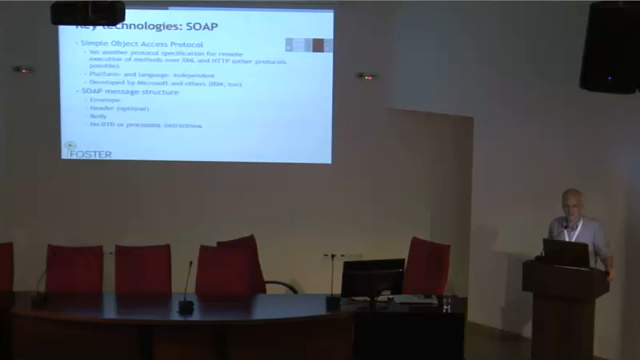 Key technologies: SOAP
- Simple Object Access Protocol
- Yet another protocol specification for remote
execution of methods over XML and HTTP (other protocols
possible)
- Platform- and language-independent
- Developed by Microsoft and others (IBM, too)
- SOAP message structure
- Envelope
- Header (optional)
- Body
- No DTD or processing instructions
FOSTER